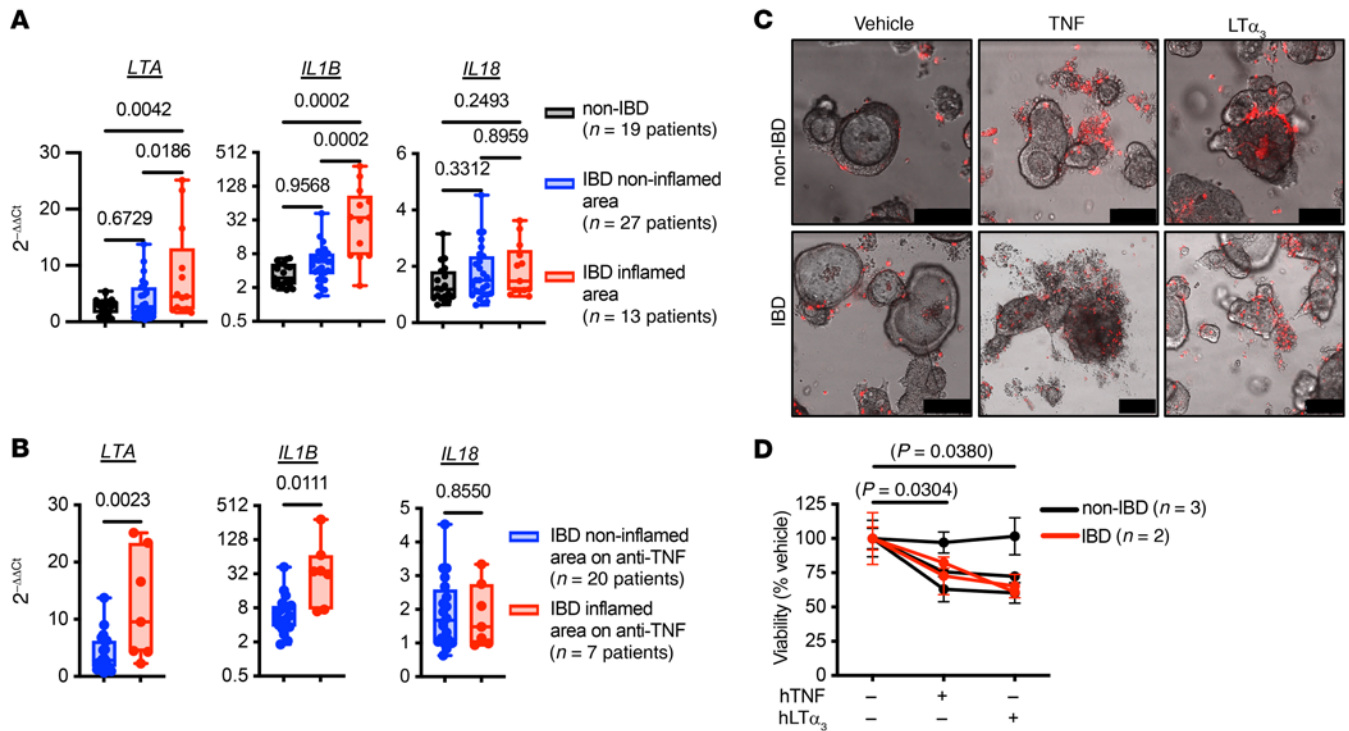 A
LTA
IL1B
IL18
0.0042
0.0186
0.6729
0.0002
0.0002
0.9568
0.2493
0.8959
0.3312
2^−ΔΔCt
30
20
10
0
512
128
32
8
2
0.5
6
4
2
0
non-IBD
(n = 19 patients)
IBD non-inflamed
area
(n = 27 patients)
IBD inflamed
area
(n = 13 patients)
B
LTA
IL1B
IL18
0.0023
0.0111
0.8550
2^−ΔΔCt
30
20
10
0
512
128
32
8
2
0.5
5
4
3
2
1
0
IBD non-inflamed
area on anti-TNF
(n = 20 patients)
IBD inflamed
area on anti-TNF
(n = 7 patients)
C
Vehicle
TNF
LTα₃
non-IBD
IBD
D
(P = 0.0380)
(P = 0.0304)
Viability (% vehicle)
125
100
75
50
25
0
non-IBD (n = 3)
IBD (n = 2)
hTNF − + −
hLTα₃ − − +